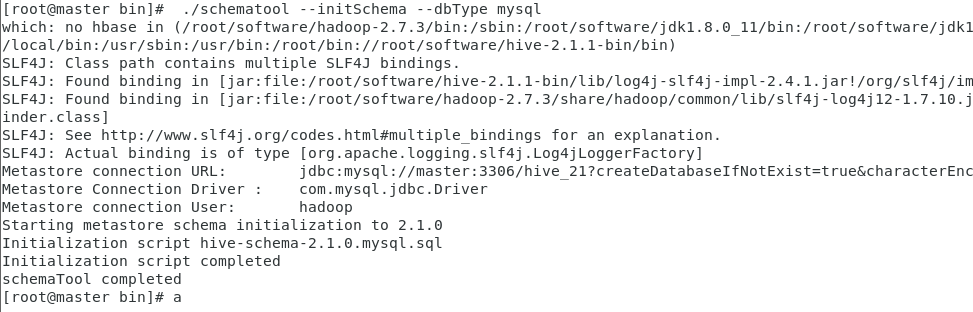 [root@master bin]#  ./schematool --initSchema --dbType mysql
which: no hbase in (/root/software/hadoop-2.7.3/bin:/sbin:/root/software/jdk1.8.0_11/bin:/root/software/jdk1
/local/bin:/usr/sbin:/usr/bin:/root/bin://root/software/hive-2.1.1-bin/bin)
SLF4J: Class path contains multiple SLF4J bindings.
SLF4J: Found binding in [jar:file:/root/software/hive-2.1.1-bin/lib/log4j-slf4j-impl-2.4.1.jar!/org/slf4j/im
SLF4J: Found binding in [jar:file:/root/software/hadoop-2.7.3/share/hadoop/common/lib/slf4j-log4j12-1.7.10.j
inder.class]
SLF4J: See http://www.slf4j.org/codes.html#multiple_bindings for an explanation.
SLF4J: Actual binding is of type [org.apache.logging.slf4j.Log4jLoggerFactory]
Metastore connection URL:        jdbc:mysql://master:3306/hive_21?createDatabaseIfNotExist=true&characterEnc
Metastore Connection Driver :    com.mysql.jdbc.Driver
Metastore connection User:       hadoop
Starting metastore schema initialization to 2.1.0
Initialization script hive-schema-2.1.0.mysql.sql
Initialization script completed
schemaTool completed
[root@master bin]# a